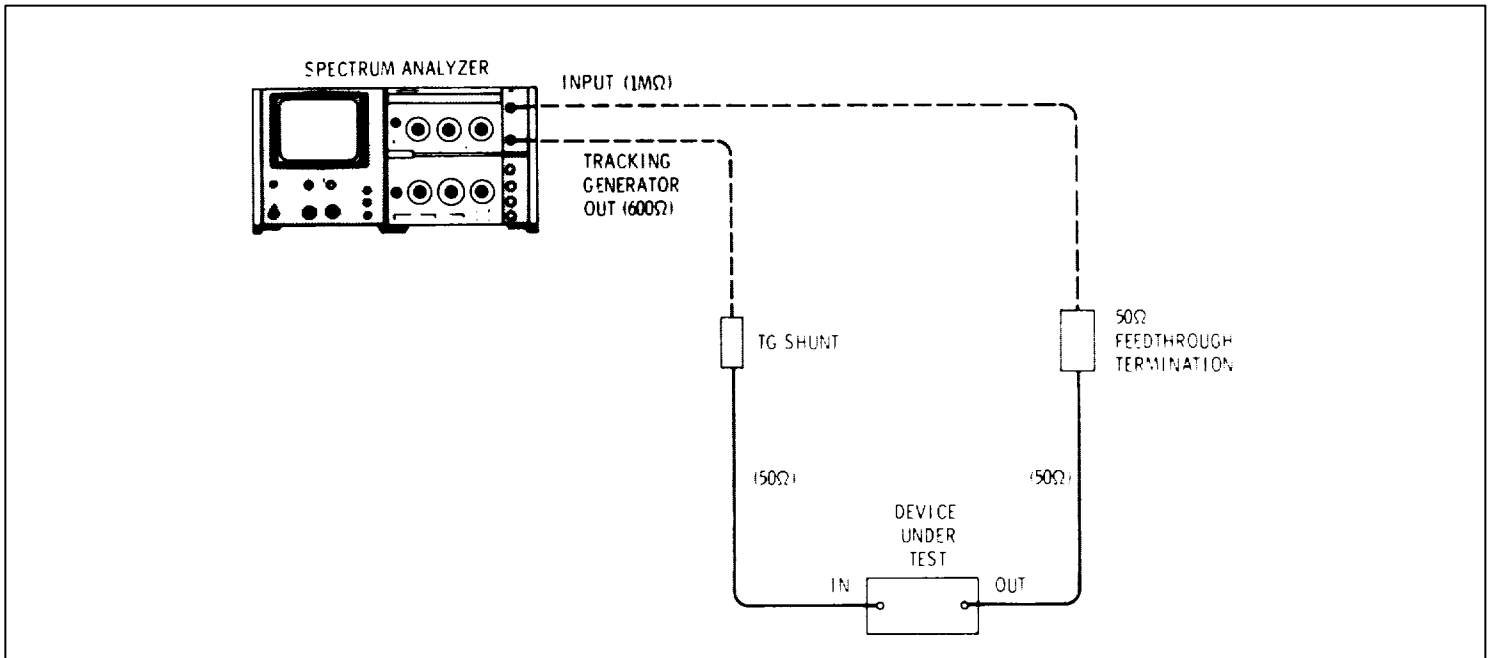 SPECTRUM ANALYZER
INPUT (1MΩ)
TRACKING
GENERATOR
OUT (600Ω)
TG SHUNT
50Ω
FEEDTHROUGH
TERMINATION
(50Ω)
(50Ω)
DEVICE
UNDER
TEST
IN
OUT